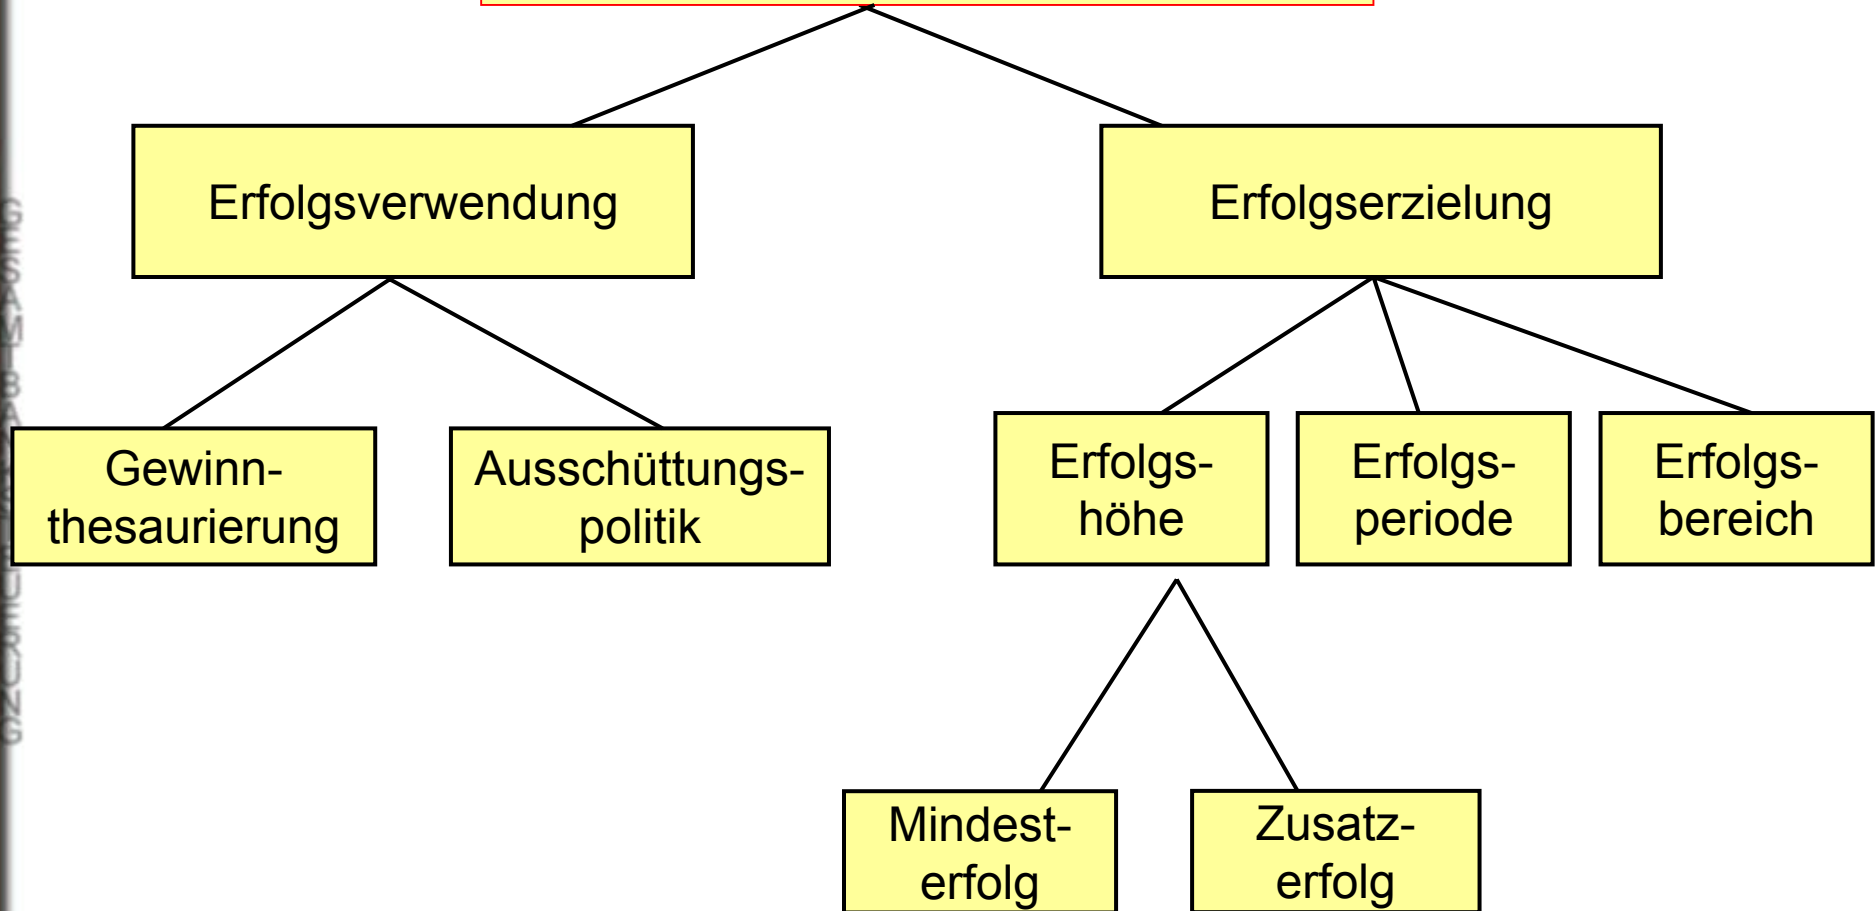 Erfolgsverwendung
Erfolgserzielung
Gewinn-
thesaurierung
Ausschüttungs-
politik
Erfolgs-
höhe
Erfolgs-
periode
Erfolgs-
bereich
Mindest-
erfolg
Zusatz-
erfolg